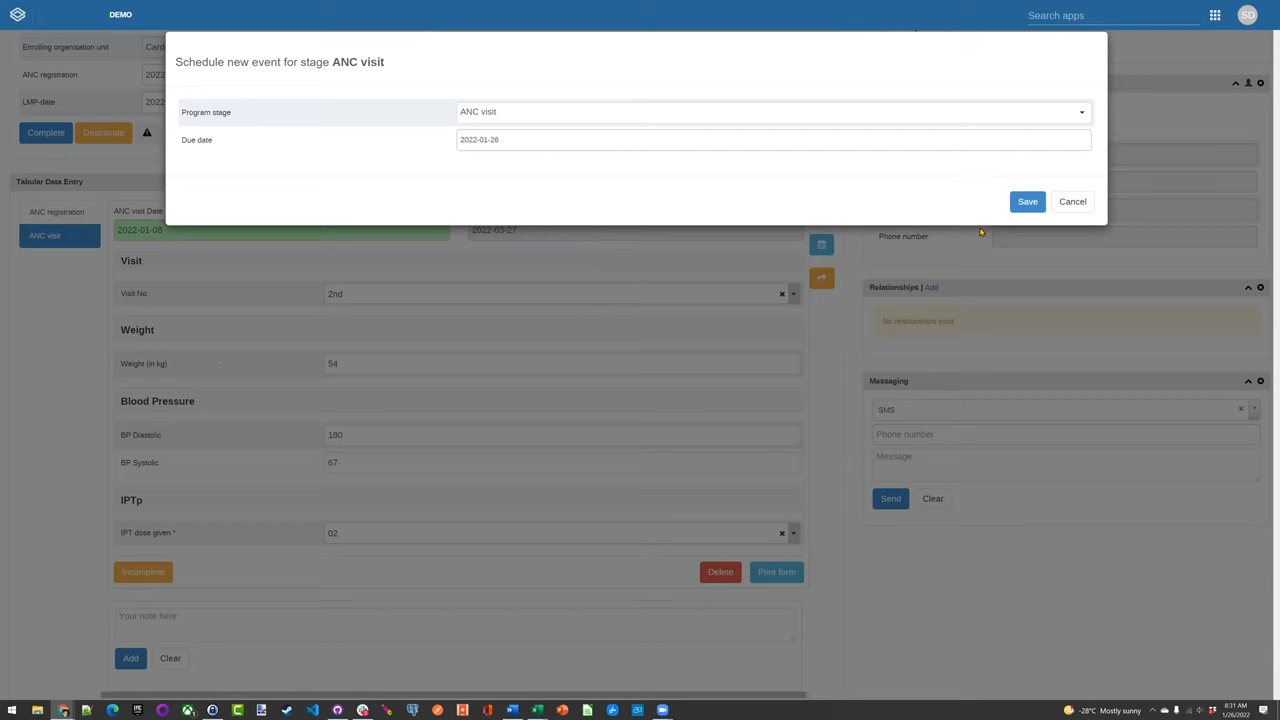 DEMO
Search apps
SD
Enrolling organisation unit
Card
ANC registration
2022
LMP-date
2022
Complete
Deactivate
Schedule new event for stage ANC visit
Program stage
ANC visit
Due date
2022-01-26
Save
Cancel
Tabular Data Entry
ANC registration
ANC visit
ANC visit Date
2022-01-08
2022-03-27
Visit
Visit No.
2nd
Weight
Weight (in kg)
54
Blood Pressure
BP Diastolic
180
BP Systolic
67
IPTp
IPT dose given *
02
Incomplete
Delete
Print form
Your note here
Add
Clear
Phone number
Relationships | Add
No relationships exist
Messaging
SMS
Phone number
Message
Send
Clear
-28°C Mostly sunny
8:31 AM
1/26/2022